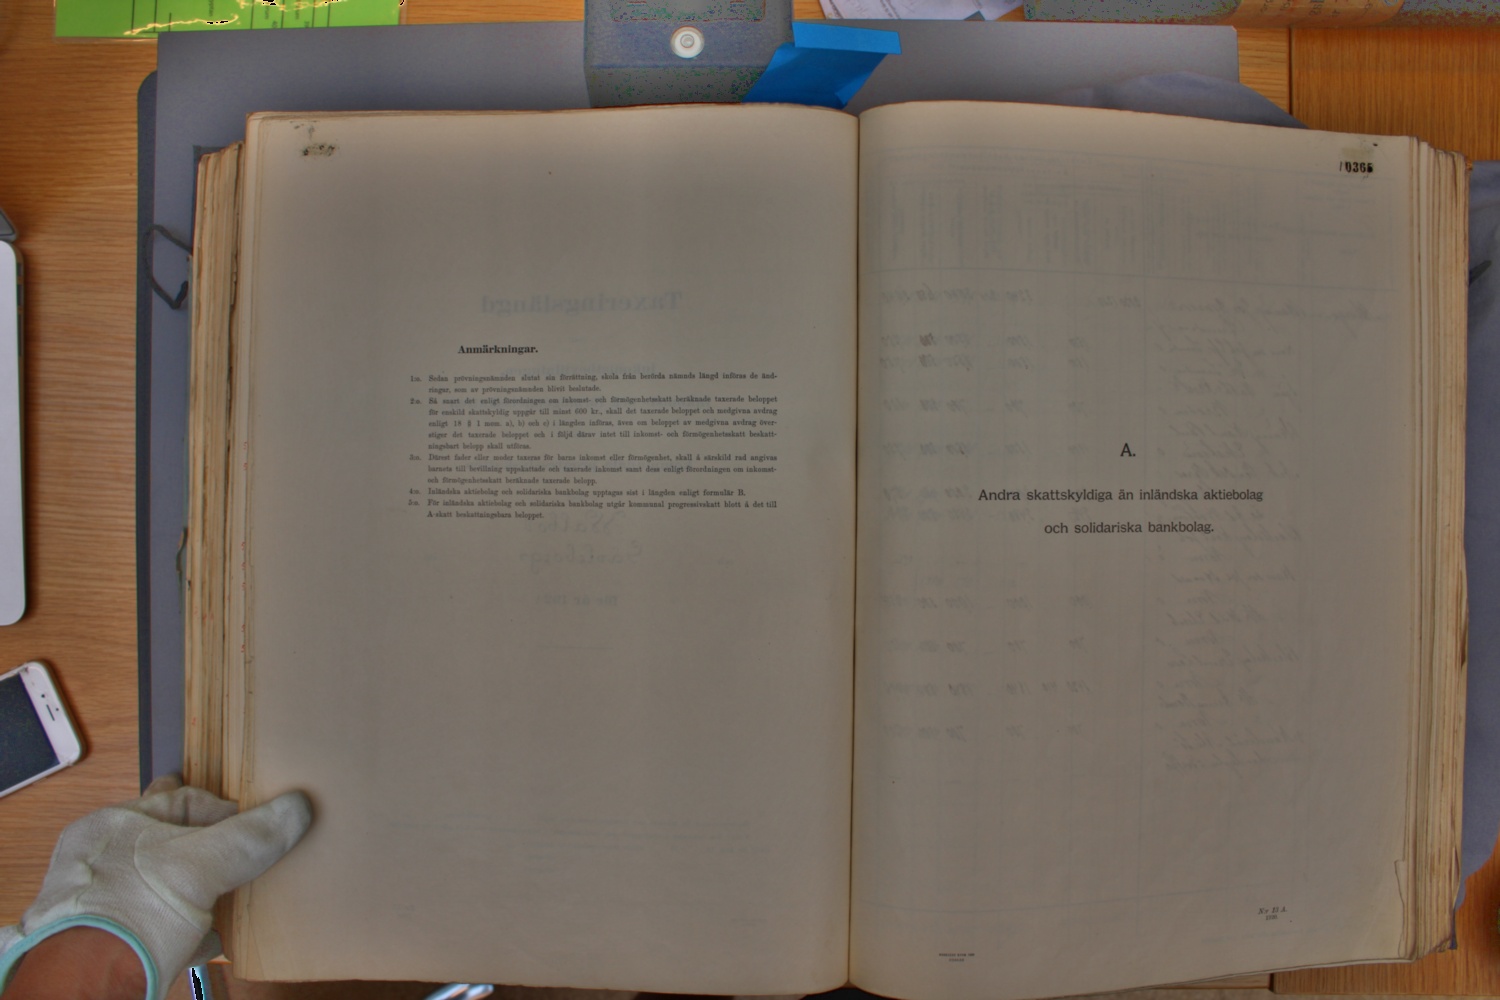 Anmärkningar.
1:o. Sedan prövningsnämnden slutat sin förrättning, skola från berörda nämnds längd införas de änd-
ringar, som av prövningsnämnden blivit beslutade.
2:o. Så snart det enligt förordningen om inkomst- och förmögenhetsskatt beräknade taxerade beloppet
för enskild skattskyldig uppgår till minst 600 kr., skall det taxerade beloppet och medgivna avdrag
enligt 18 § 1 mom. a), b) och c) i längden införas, även om beloppet av medgivna avdrag över-
stiger det taxerade beloppet och i följd därav intet till inkomst- och förmögenhetsskatt beskatt-
ningsbart belopp skall utföras.
3:o. Därest fader eller moder taxeras för barns inkomst eller förmögenhet, skall å särskild rad angivas
barnets till bevillning uppskattade och taxerade inkomst samt dess enligt förordningen om inkomst-
och förmögenhetsskatt beräknade taxerade belopp.
4:o. Inländska aktiebolag och solidariska bankbolag upptagas sist i längden enligt formulär B.
5:o. För inländska aktiebolag och solidariska bankbolag utgår kommunal progressivskatt blott å det till
A-skatt beskattningsbara beloppet.
A.
Andra skattskyldiga än inländska aktiebolag
och solidariska bankbolag.